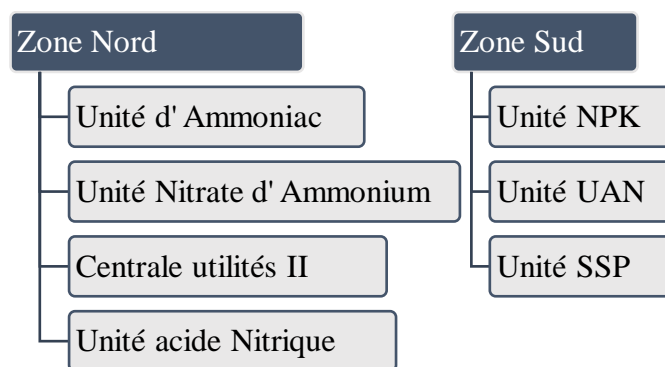 Zone Nord
Unité d' Ammoniac
Unité Nitrate d' Ammonium
Centrale utilités II
Unité acide Nitrique
Zone Sud
Unité NPK
Unité UAN
Unité SSP